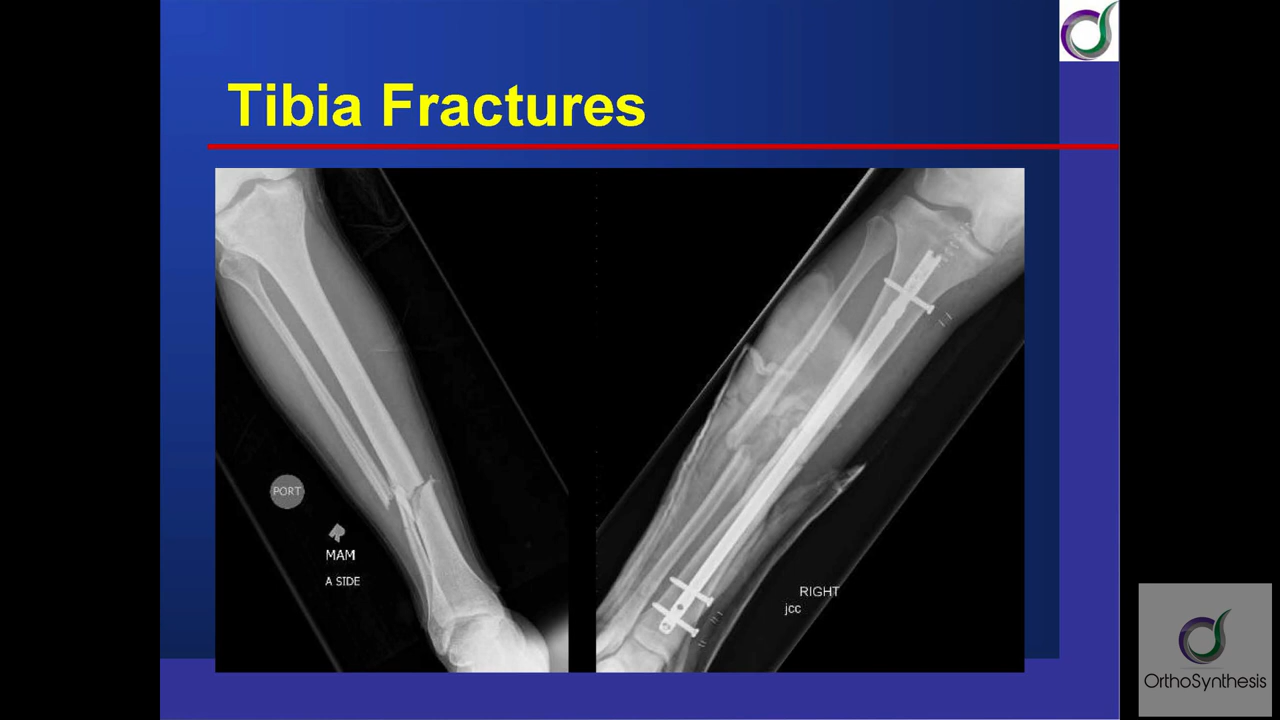 Tibia Fractures
PORT
MAM
A SIDE
RIGHT
jcc
OrthoSynthesis